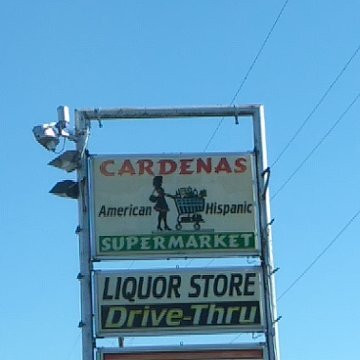 CARDENAS
American Hispanic
SUPERMARKET
LIQUOR STORE
Drive-Thru